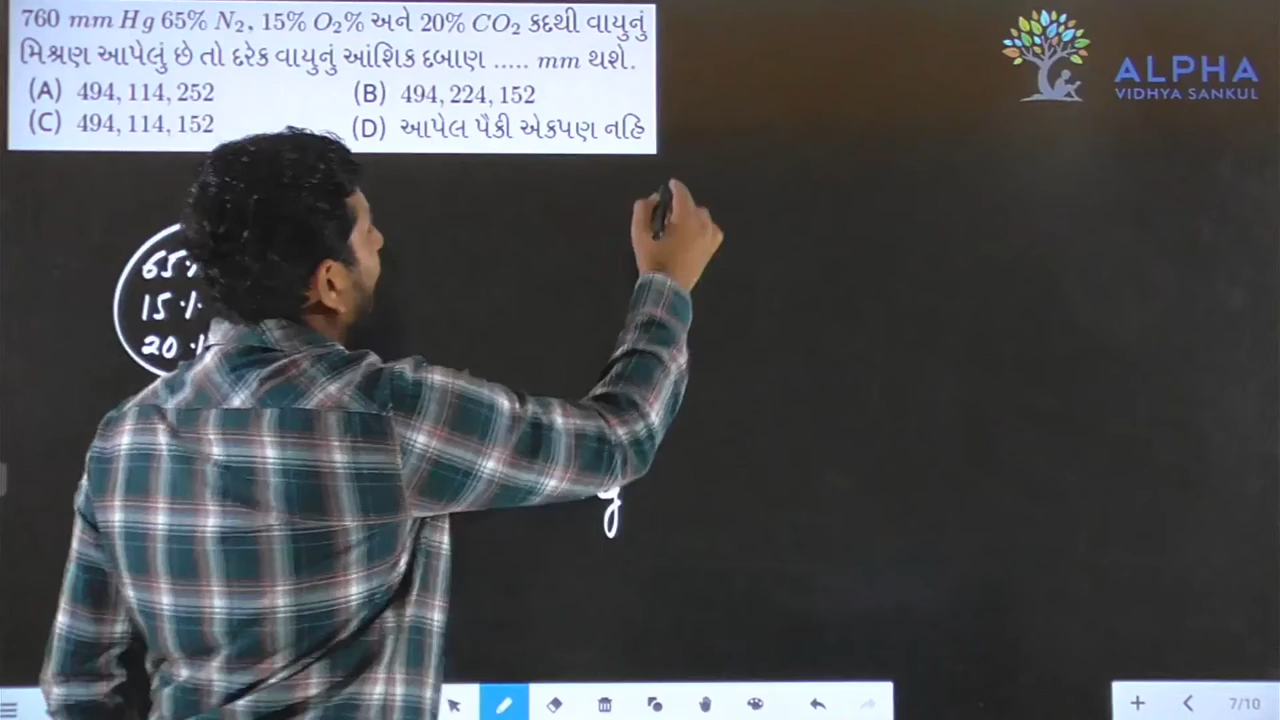 760 mm Hg 65% N₂, 15% O₂% અને 20% CO₂ કદથી વાયુનું
મિશ્રણ આપેલું છે તો દરેક વાયુનું આંશિક દબાણ ..... mm થશે.
(A) 494, 114, 252 (B) 494, 224, 152
(C) 494, 114, 152 (D) આપેલ પૈકી એકપણ નહિ
ALPHA
VIDHYA SANKUL
65%
15%
20%
g
7/10